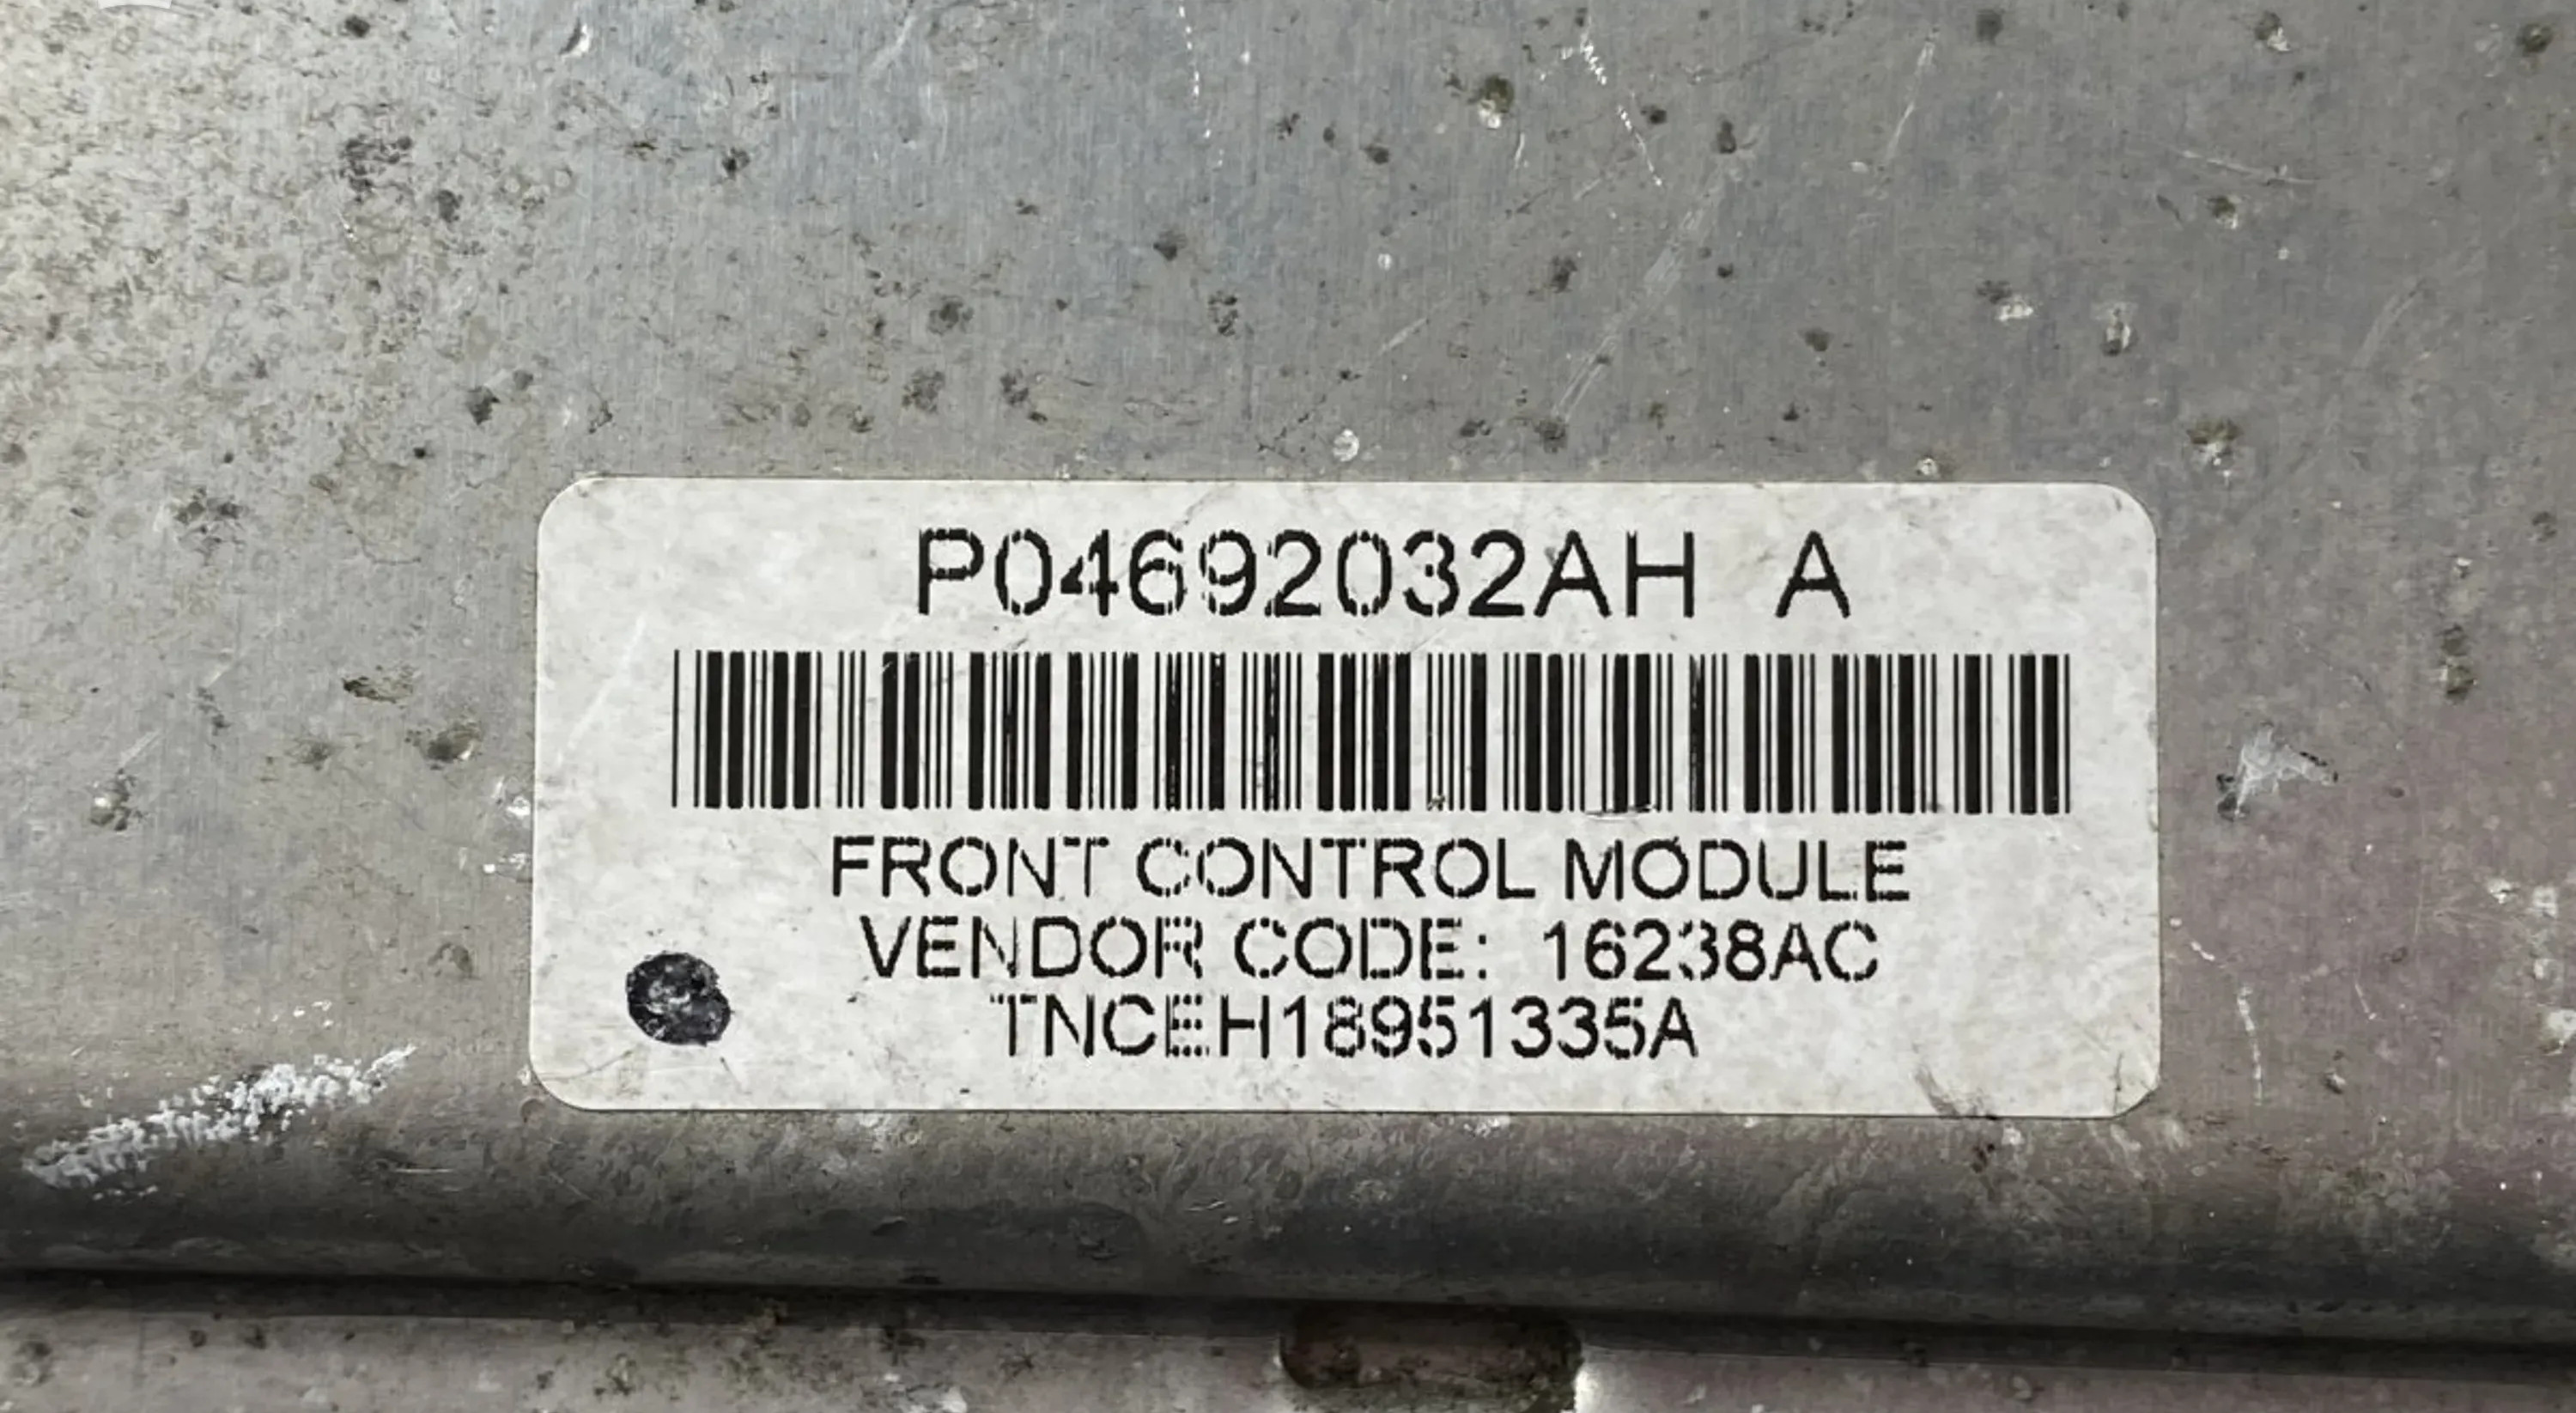 P04692032AH A
FRONT CONTROL MODULE
VENDOR CODE: 16238AC
TNCEH18951335A